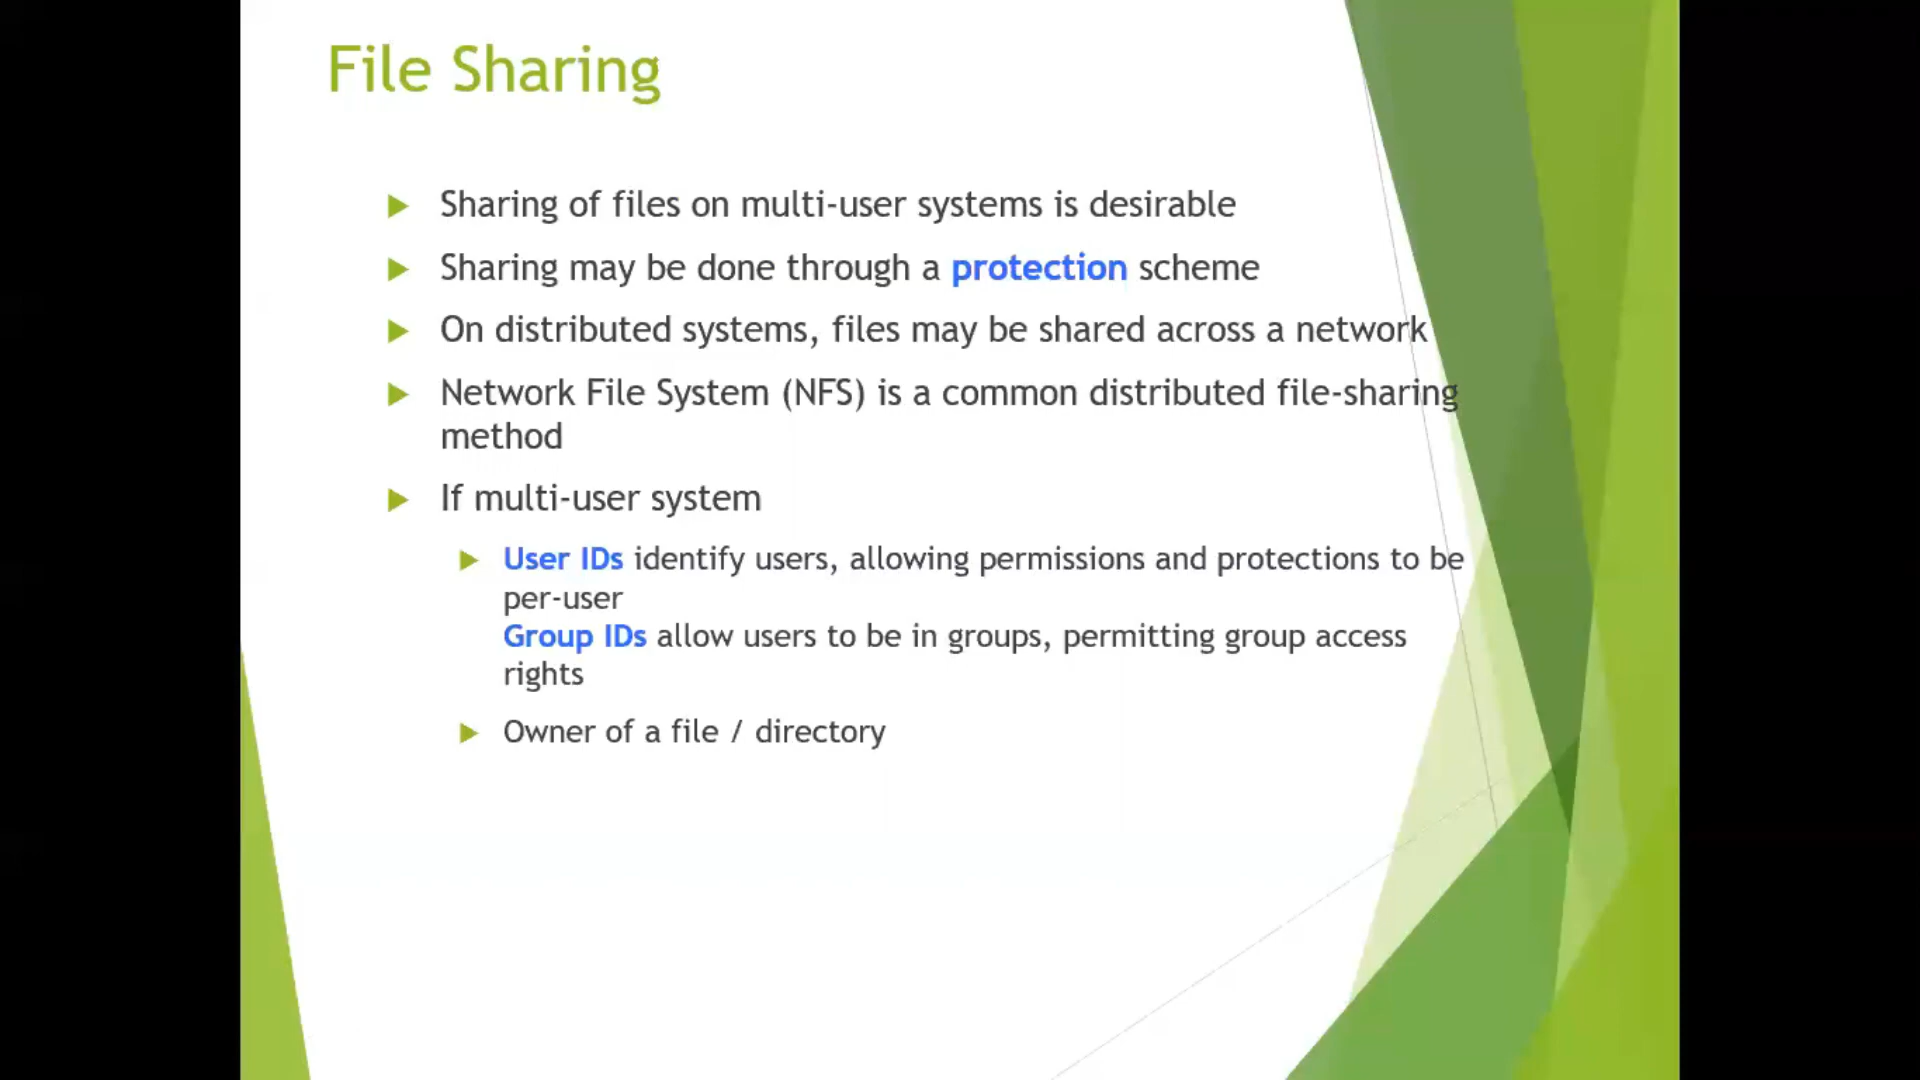 File Sharing
Sharing of files on multi-user systems is desirable
Sharing may be done through a protection scheme
On distributed systems, files may be shared across a network
Network File System (NFS) is a common distributed file-sharing
method
If multi-user system
User IDs identify users, allowing permissions and protections to be
per-user
Group IDs allow users to be in groups, permitting group access
rights
Owner of a file / directory